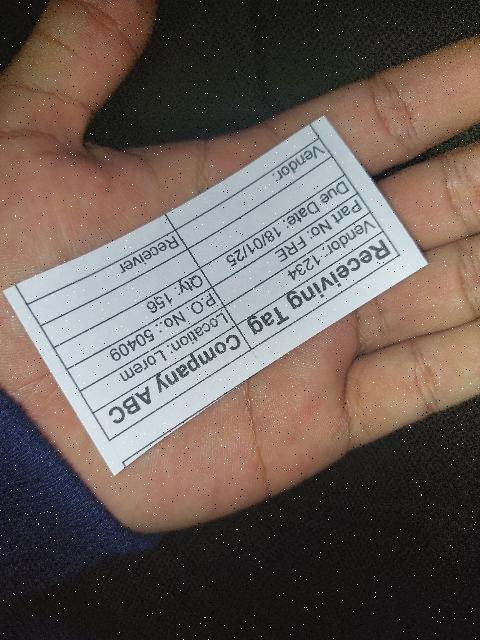 Receiving Tag Company ABC
Vendor: 1234 Location: Lorem
Part No: FRE P.O. No.: 50409
Due Date: 18/01/25 Qty. 156
Vendor: Receiver